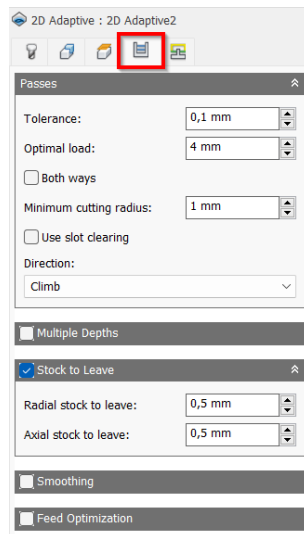 2D Adaptive : 2D Adaptive2
Passes
Tolerance: 0,1 mm
Optimal load: 4 mm
Both ways
Minimum cutting radius: 1 mm
Use slot clearing
Direction:
Climb
Multiple Depths
Stock to Leave
Radial stock to leave: 0,5 mm
Axial stock to leave: 0,5 mm
Smoothing
Feed Optimization